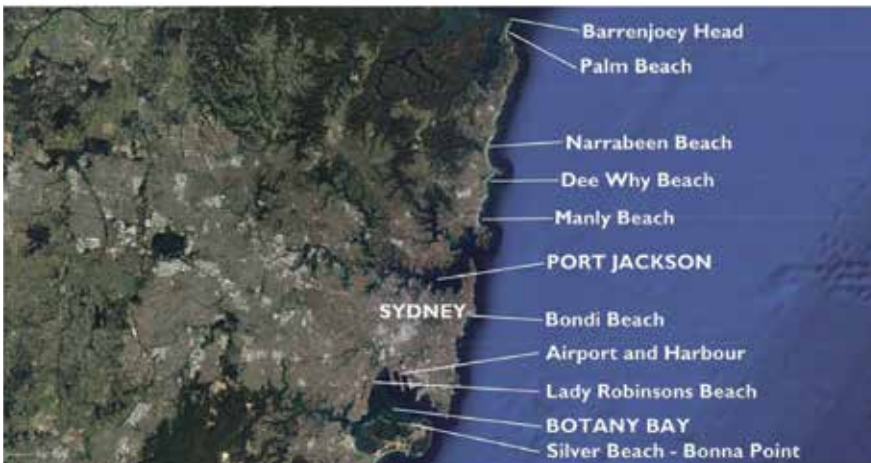 Barrenjoey Head
Palm Beach
Narrabeen Beach
Dee Why Beach
Manly Beach
PORT JACKSON
SYDNEY
Bondi Beach
Airport and Harbour
Lady Robinsons Beach
BOTANY BAY
Silver Beach - Bonna Point